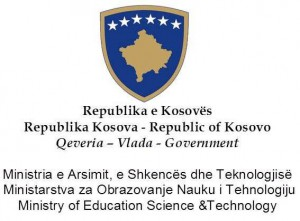 Republika e Kosovës
Republika Kosova - Republic of Kosovo
Qeveria – Vlada - Government
Ministria e Arsimit, e Shkencës dhe Teknologjisë
Ministarstva za Obrazovanje Nauku i Tehnologiju
Ministry of Education Science &Technology